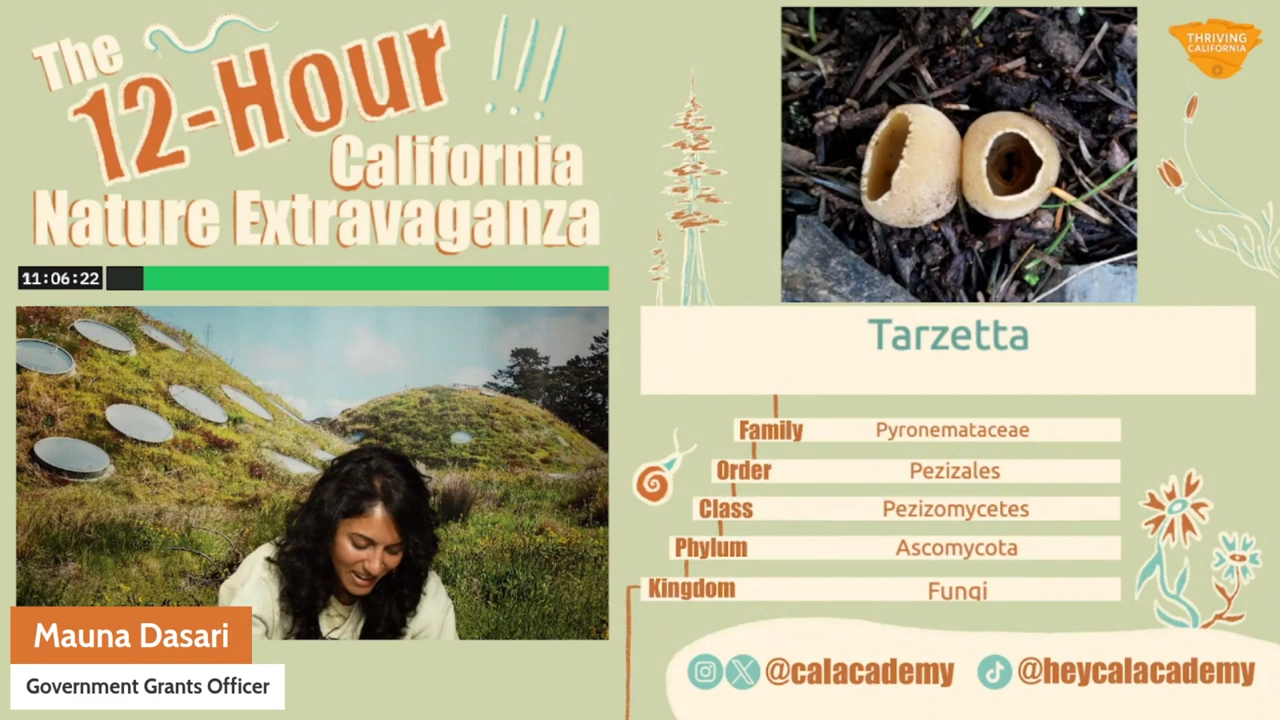 The
12-Hour!!!
California
Nature Extravaganza
11:06:22
Mauna Dasari
Government Grants Officer
THRIVING
CALIFORNIA
Tarzetta
Family Pyronemataceae
Order Pezizales
Class Pezizomycetes
Phylum Ascomycota
Kingdom Fungi
@calacademy @heycalacademy